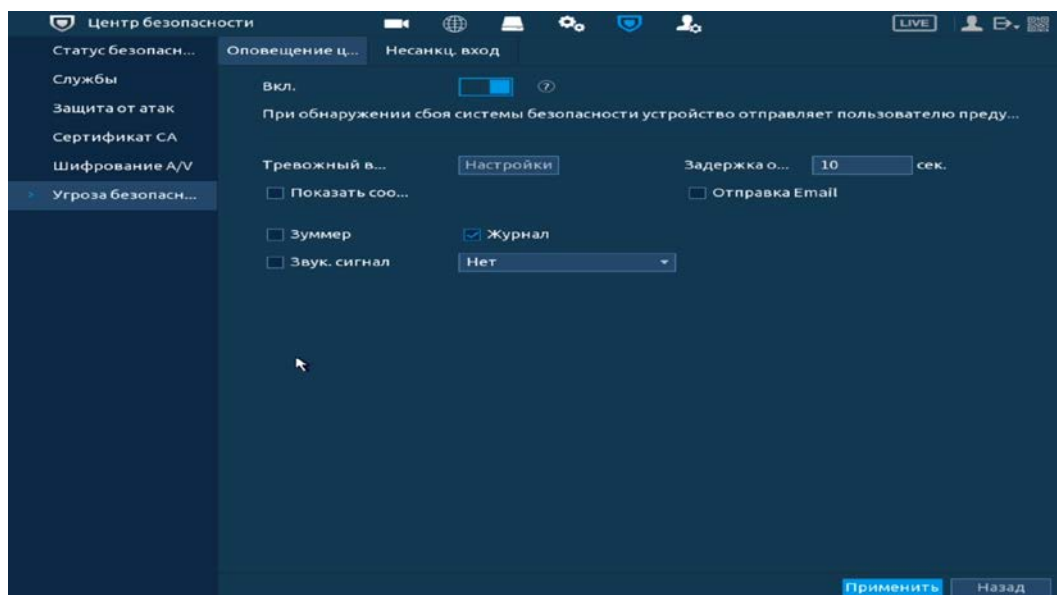 Центр безопасности
LIVE
Статус безопасн...
Службы
Защита от атак
Сертификат CA
Шифрование A/V
Угроза безопасн...
Оповещение ц...
Несанкц. вход
Вкл.
?
При обнаружении сбоя системы безопасности устройство отправляет пользователю преду...
Тревожный в...
Настройки
Задержка о...
10
сек.
Показать соо...
Отправка Email
Зуммер
Журнал
Звук. сигнал
Нет
Применить
Назад